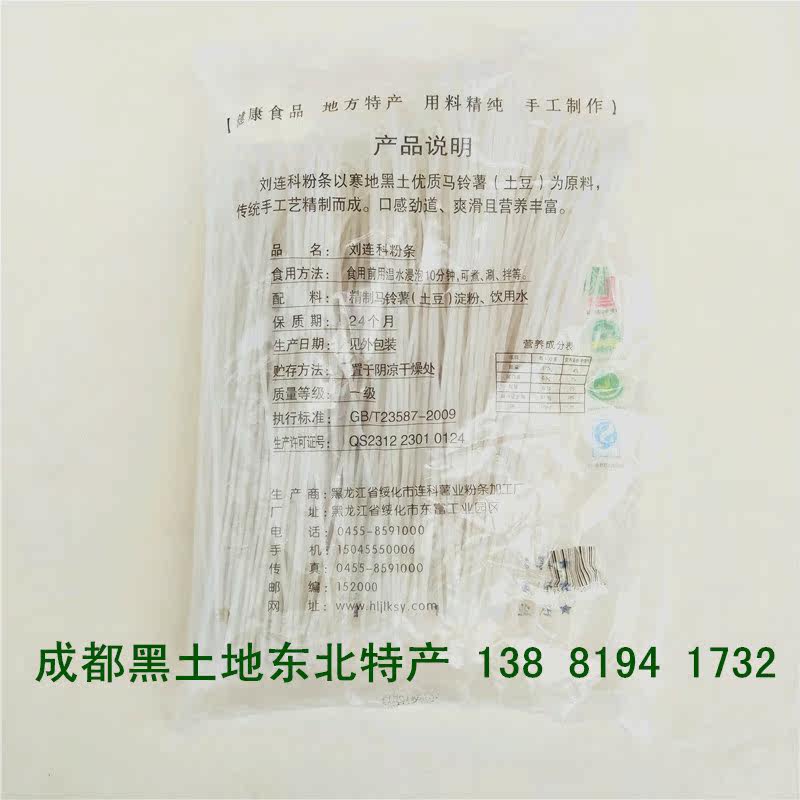 【健康食品 地方特产 用料精纯 手工制作】
产品说明
刘连科粉条以寒地黑土优质马铃薯(土豆)为原料,
传统手工艺精制而成。口感劲道、爽滑且营养丰富。
品 名：刘连科粉条
食用方法：食用前用温水浸泡10分钟,可煮、涮、拌等。
配 料：精制马铃薯(土豆)淀粉、饮用水
保质期：24个月
生产日期：见外包装
贮存方法：置于阴凉干燥处
质量等级：一级
执行标准：GB/T23587-2009
生产许可证号：QS2312 2301 0124
营养成分表
生产商：黑龙江省绥化市连科薯业粉条加工厂
厂 址：黑龙江省绥化市东富工业园区
电 话：0455-8591000
手 机：15045550006
传 真：0455-8591000
邮 编：152000
网 址：www.hljlksy.com
成都黑土地东北特产 138 8194 1732